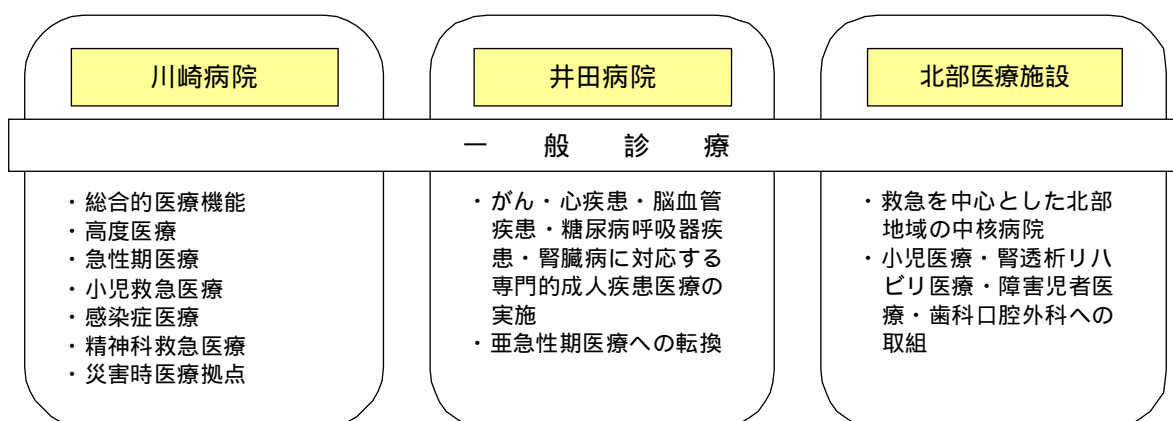 川崎病院
井田病院
北部医療施設
一般診療
・総合的医療機能
・高度医療
・急性期医療
・小児救急医療
・感染症医療
・精神科救急医療
・災害時医療拠点
・がん・心疾患・脳血管
疾患・糖尿病呼吸器疾
患・腎臓病に対応する
専門的成人疾患医療の
実施
・亜急性期医療への転換
・救急を中心とした北部
地域の中核病院
・小児医療・腎透析リハ
ビリ医療・障害児者医
療・歯科口腔外科への
取組